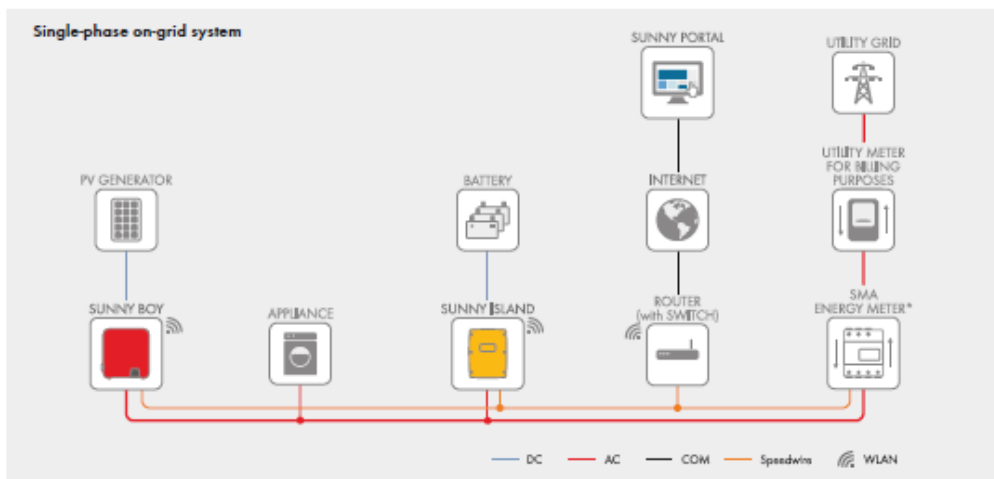 Single-phase on-grid system
SUNNY PORTAL
UTILITY GRID
PV GENERATOR
BATTERY
INTERNET
UTILITY METER
FOR BILLING
PURPOSES
SUNNY BOY
APPLIANCE
SUNNY ISLAND
ROUTER
(with SWITCH)
SMA
ENERGY METER*
DC
AC
COM
Speedwire
WLAN